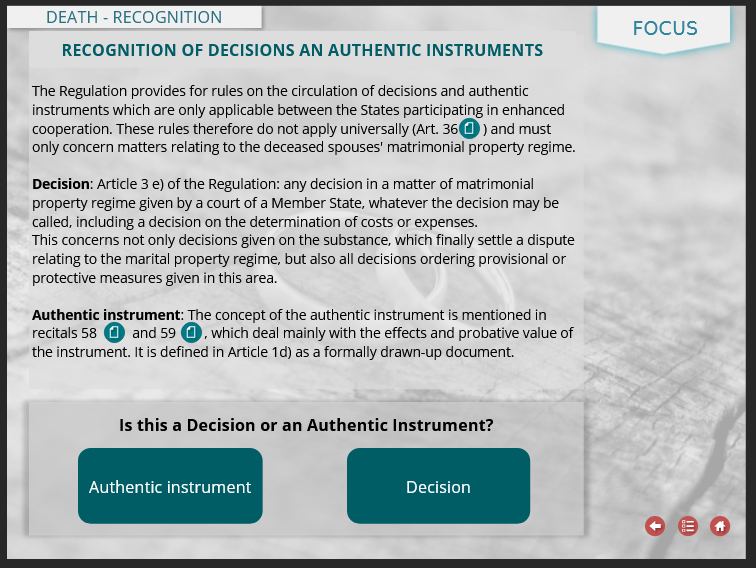 DEATH - RECOGNITION
FOCUS
RECOGNITION OF DECISIONS AN AUTHENTIC INSTRUMENTS
The Regulation provides for rules on the circulation of decisions and authentic
instruments which are only applicable between the States participating in enhanced
cooperation. These rules therefore do not apply universally (Art. 36 ) and must
only concern matters relating to the deceased spouses' matrimonial property regime.
Decision: Article 3 e) of the Regulation: any decision in a matter of matrimonial
property regime given by a court of a Member State, whatever the decision may be
called, including a decision on the determination of costs or expenses.
This concerns not only decisions given on the substance, which finally settle a dispute
relating to the marital property regime, but also all decisions ordering provisional or
protective measures given in this area.
Authentic instrument: The concept of the authentic instrument is mentioned in
recitals 58 and 59 , which deal mainly with the effects and probative value of
the instrument. It is defined in Article 1d) as a formally drawn-up document.
Is this a Decision or an Authentic Instrument?
Authentic instrument
Decision